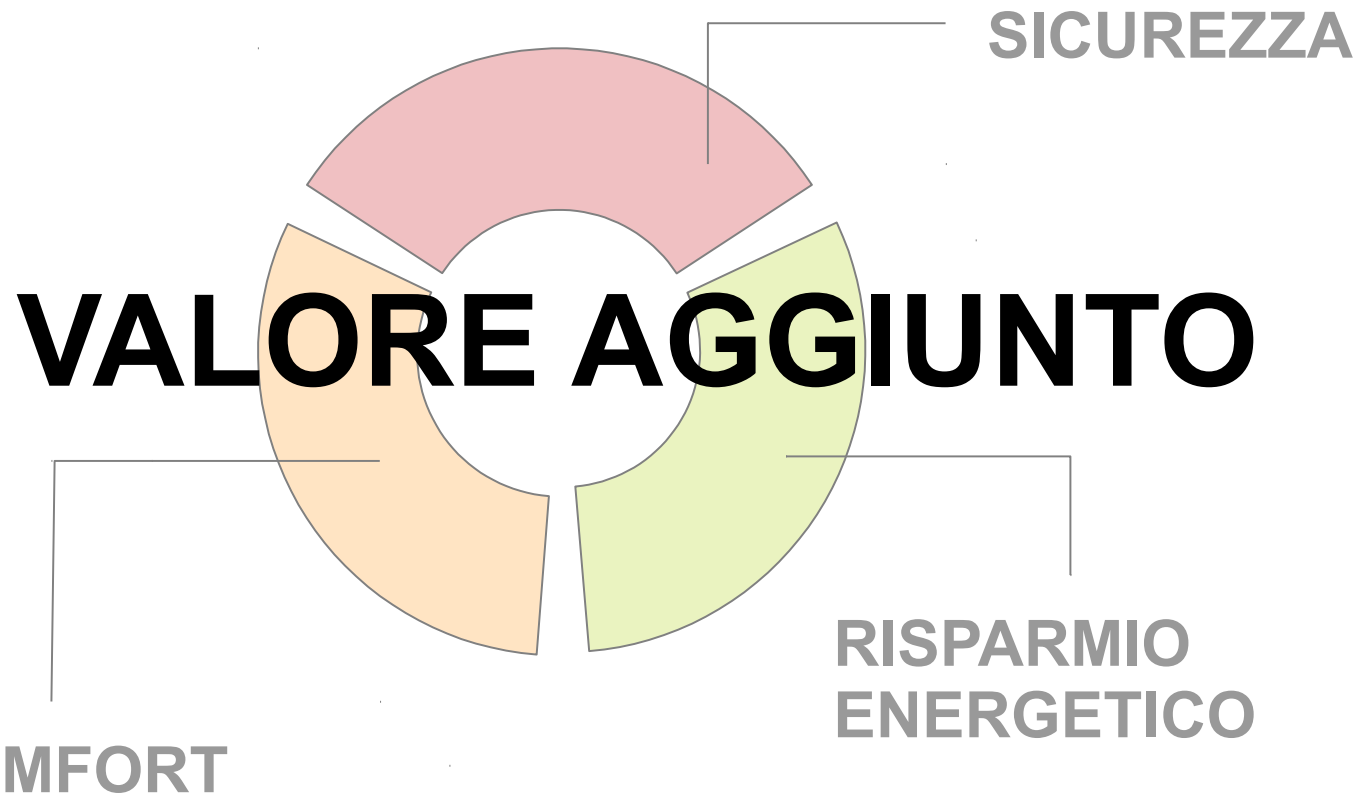 SICUREZZA
VALORE AGGIUNTO
RISPARMIO
ENERGETICO
MFORT